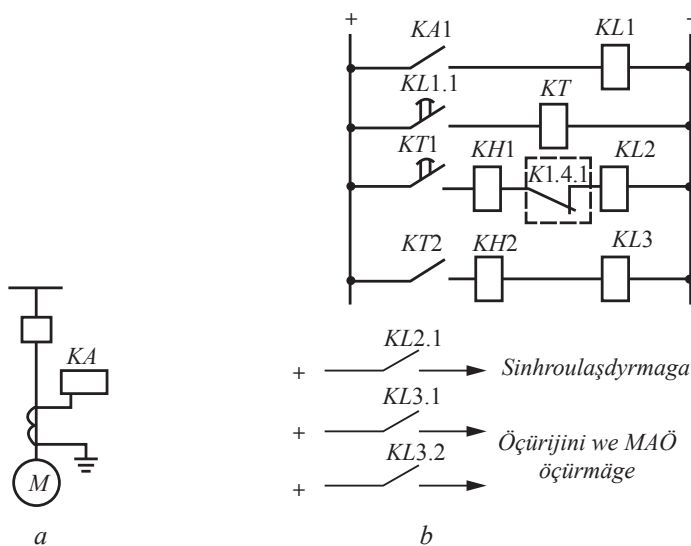 +
–
KA1
KL1
KL1.1
KT
KT1
KH1
K1.4.1
KL2
KT2
KH2
KL3
KA
M
a
KL2.1
+
Sinhroulaşdyrmaga
KL3.1
+
Öçürijini we MAÖ
öçürmäge
KL3.2
+
b